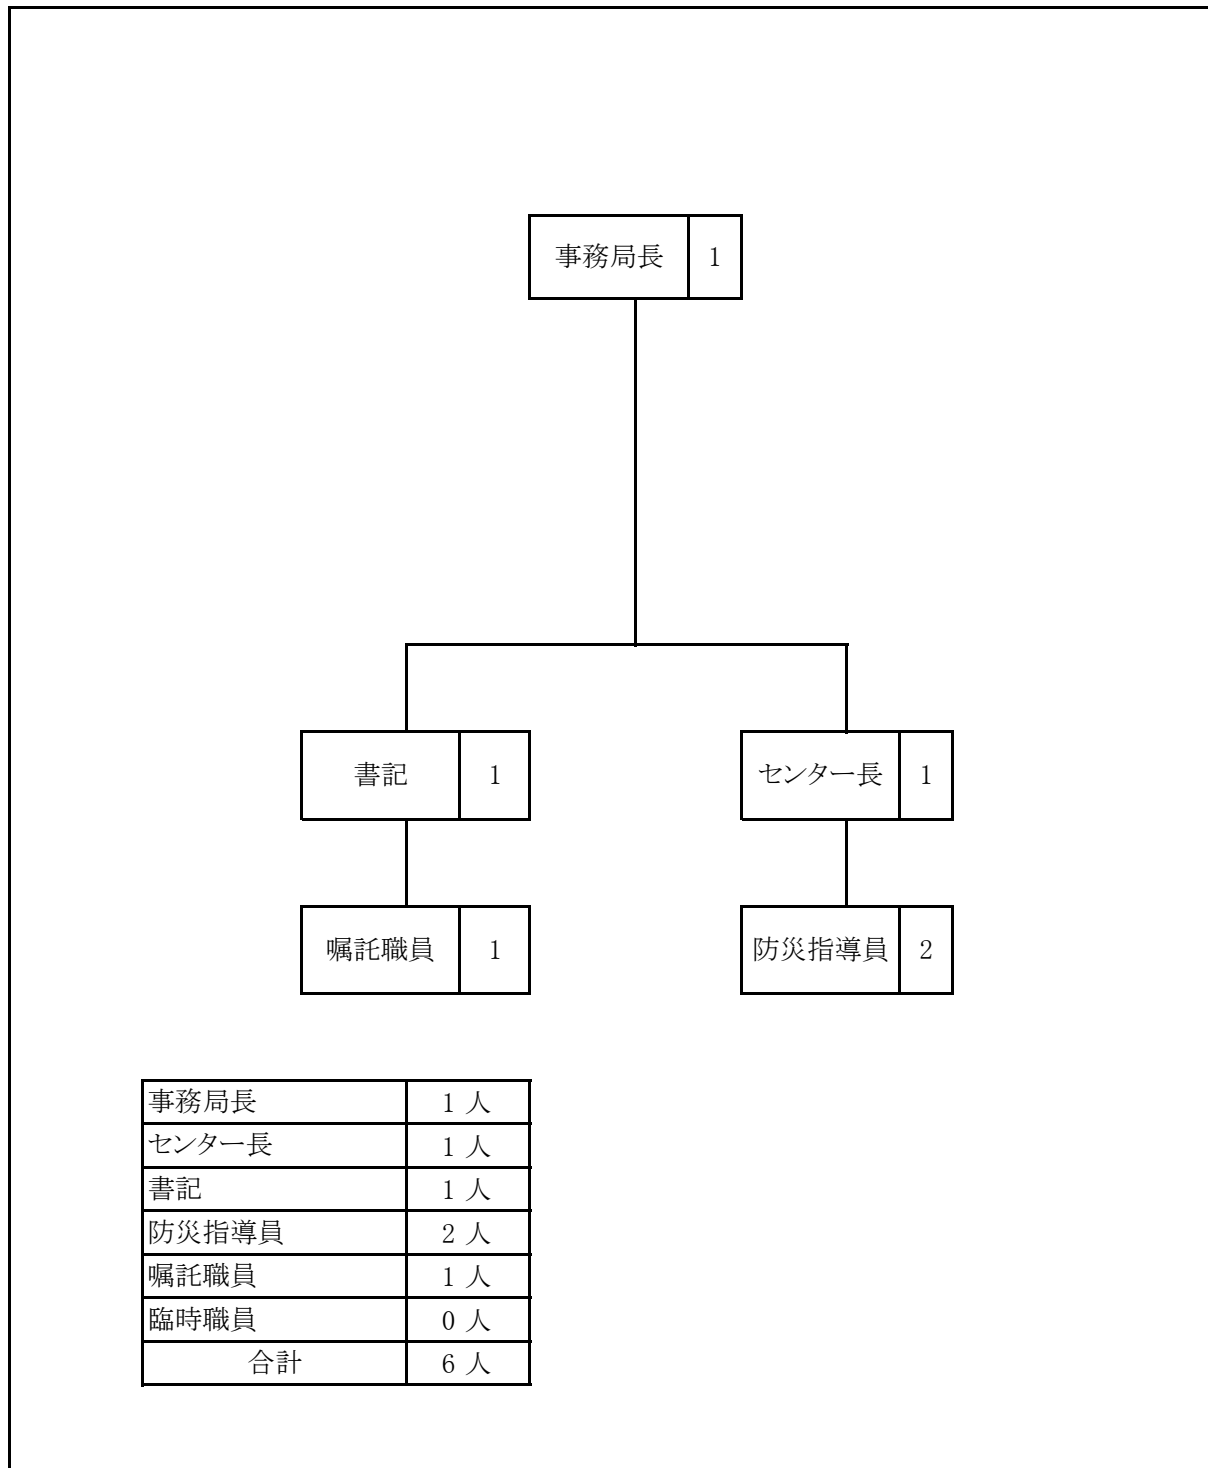 事務局長 1
書記 1 センター長 1
嘱託職員 1 防災指導員 2
事務局長 1 人
センター長 1 人
書記 1 人
防災指導員 2 人
嘱託職員 1 人
臨時職員 0 人
合計 6 人